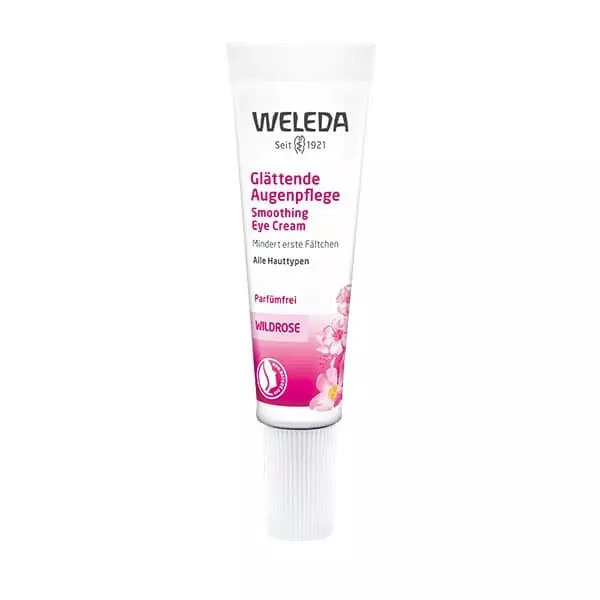 WELEDA
Seit 1921
Glättende
Augenpflege
Smoothing
Eye Cream
Mindert erste Fältchen
Alle Hauttypen
Parfümfrei
WILDROSE